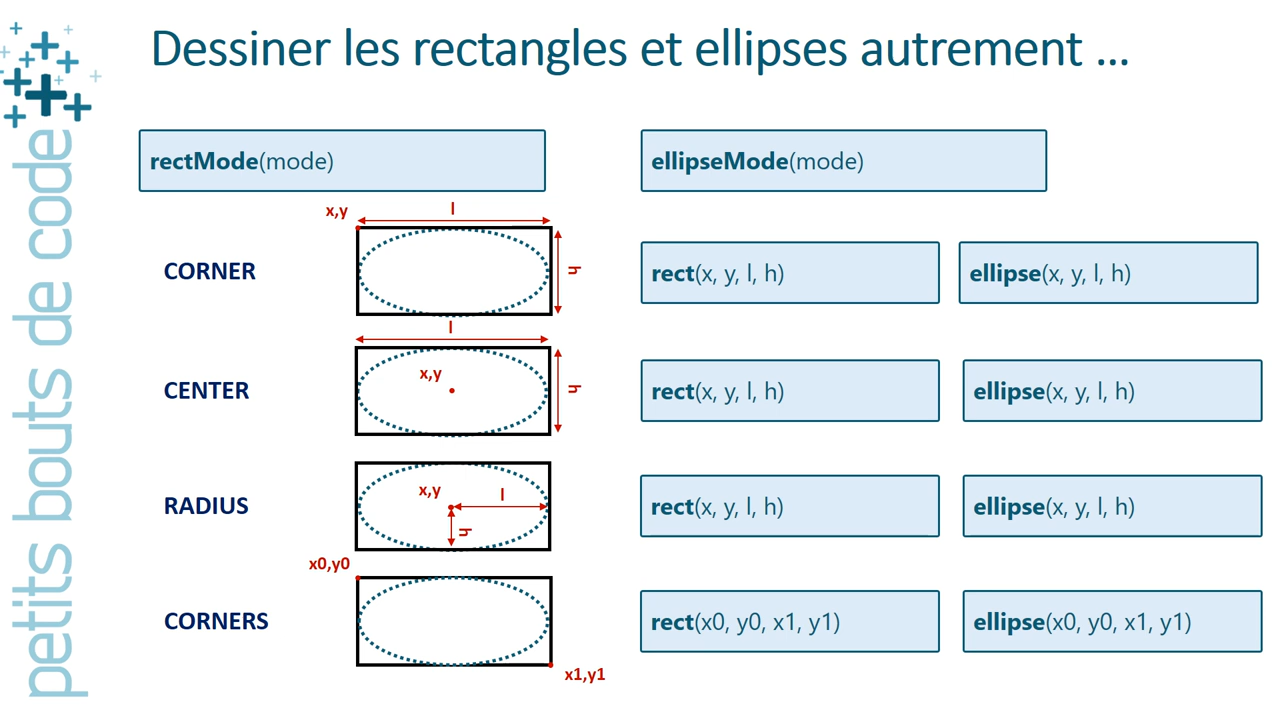 Dessiner les rectangles et ellipses autrement ...
petits bouts de code
rectMode(mode)
ellipseMode(mode)
x,y
l
CORNER
h
rect(x, y, l, h)
ellipse(x, y, l, h)
l
CENTER
x,y
h
rect(x, y, l, h)
ellipse(x, y, l, h)
RADIUS
x,y
l
h
rect(x, y, l, h)
ellipse(x, y, l, h)
x0,y0
CORNERS
rect(x0, y0, x1, y1)
ellipse(x0, y0, x1, y1)
x1,y1